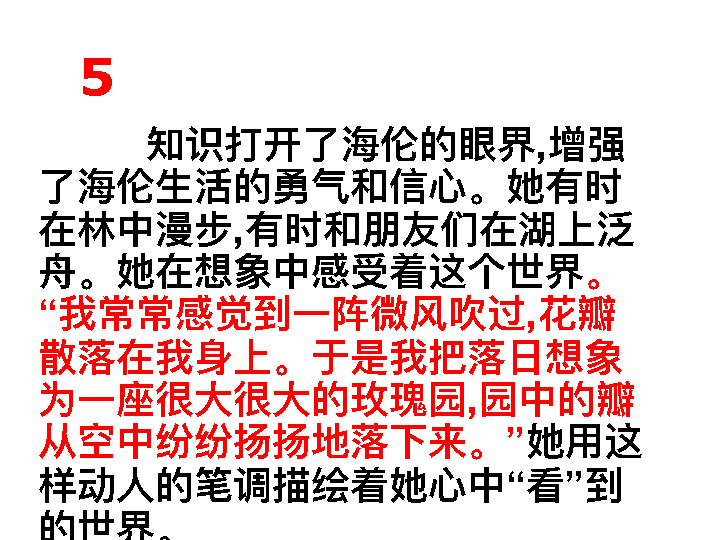 5
知识打开了海伦的眼界,增强
了海伦生活的勇气和信心。她有时
在林中漫步,有时和朋友们在湖上泛
舟。她在想象中感受着这个世界。
“我常常感觉到一阵微风吹过,花瓣
散落在我身上。于是我把落日想象
为一座很大很大的玫瑰园,园中的瓣
从空中纷纷扬扬地落下来。”她用这
样动人的笔调描绘着她心中“看”到
的世界。